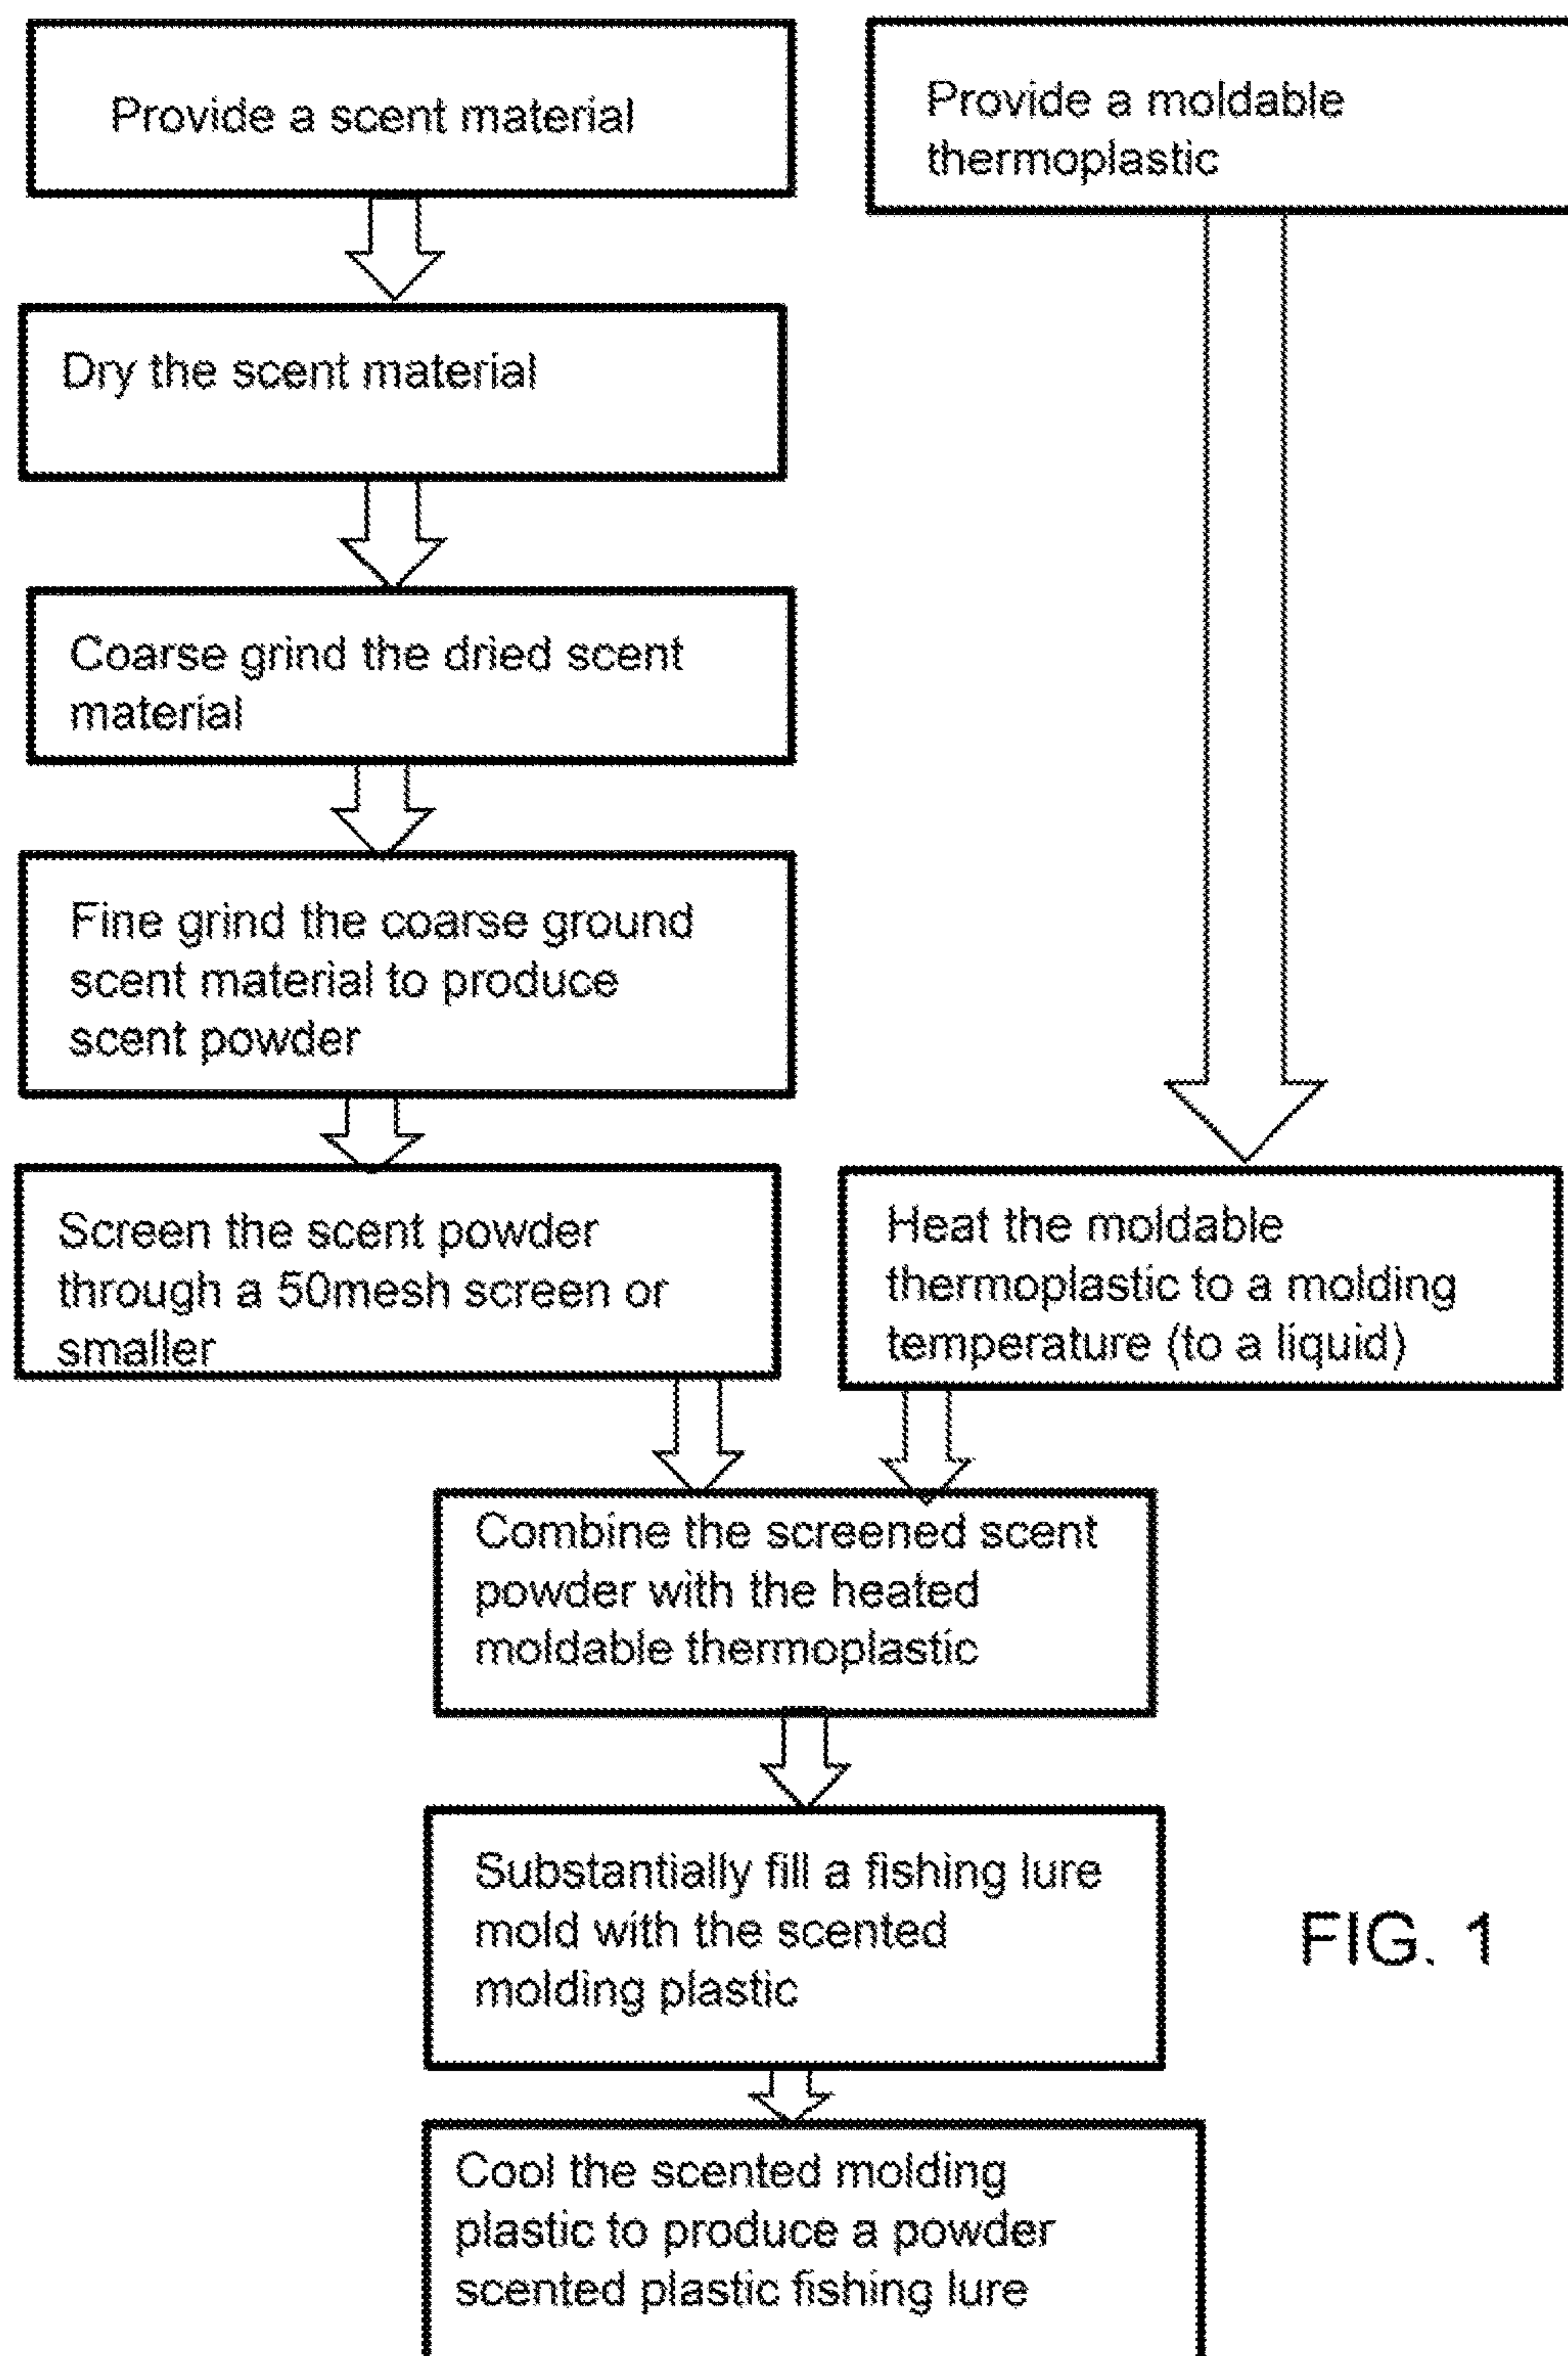 Provide a scent material
Provide a moldable
thermoplastic
Dry the scent material
Coarse grind the dried scent
material
Fine grind the coarse ground
scent material to produce
scent powder
Screen the scent powder
through a 50mesh screen or
smaller
Heat the moldable
thermoplastic to a molding
temperature (to a liquid)
Combine the screened scent
powder with the heated
moldable thermoplastic
Substantially fill a fishing lure
mold with the scented
molding plastic
FIG. 1
Cool the scented molding
plastic to produce a powder
scented plastic fishing lure